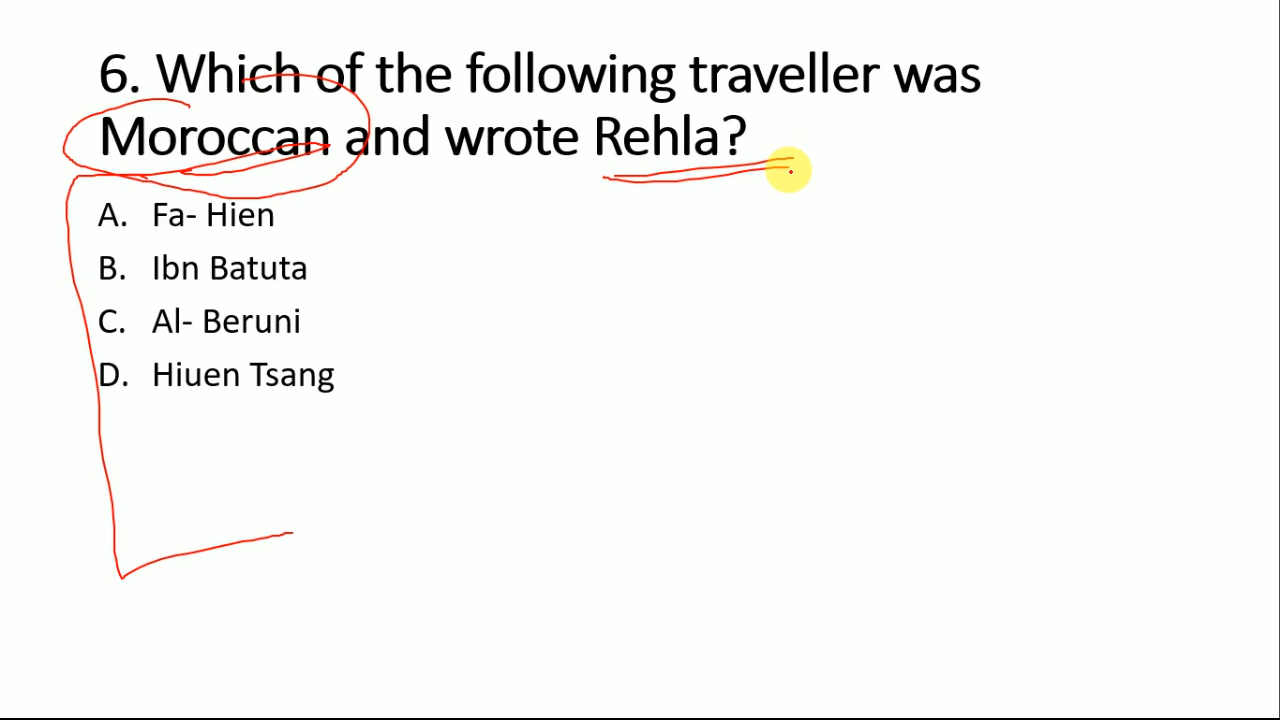 6. Which of the following traveller was
Moroccan and wrote Rehla?
A. Fa- Hien
B. Ibn Batuta
C. Al- Beruni
D. Hiuen Tsang